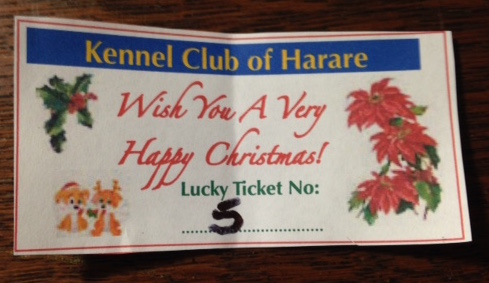 Kennel Club of Harare
Wish You A Very
Happy Christmas!
Lucky Ticket No:
5